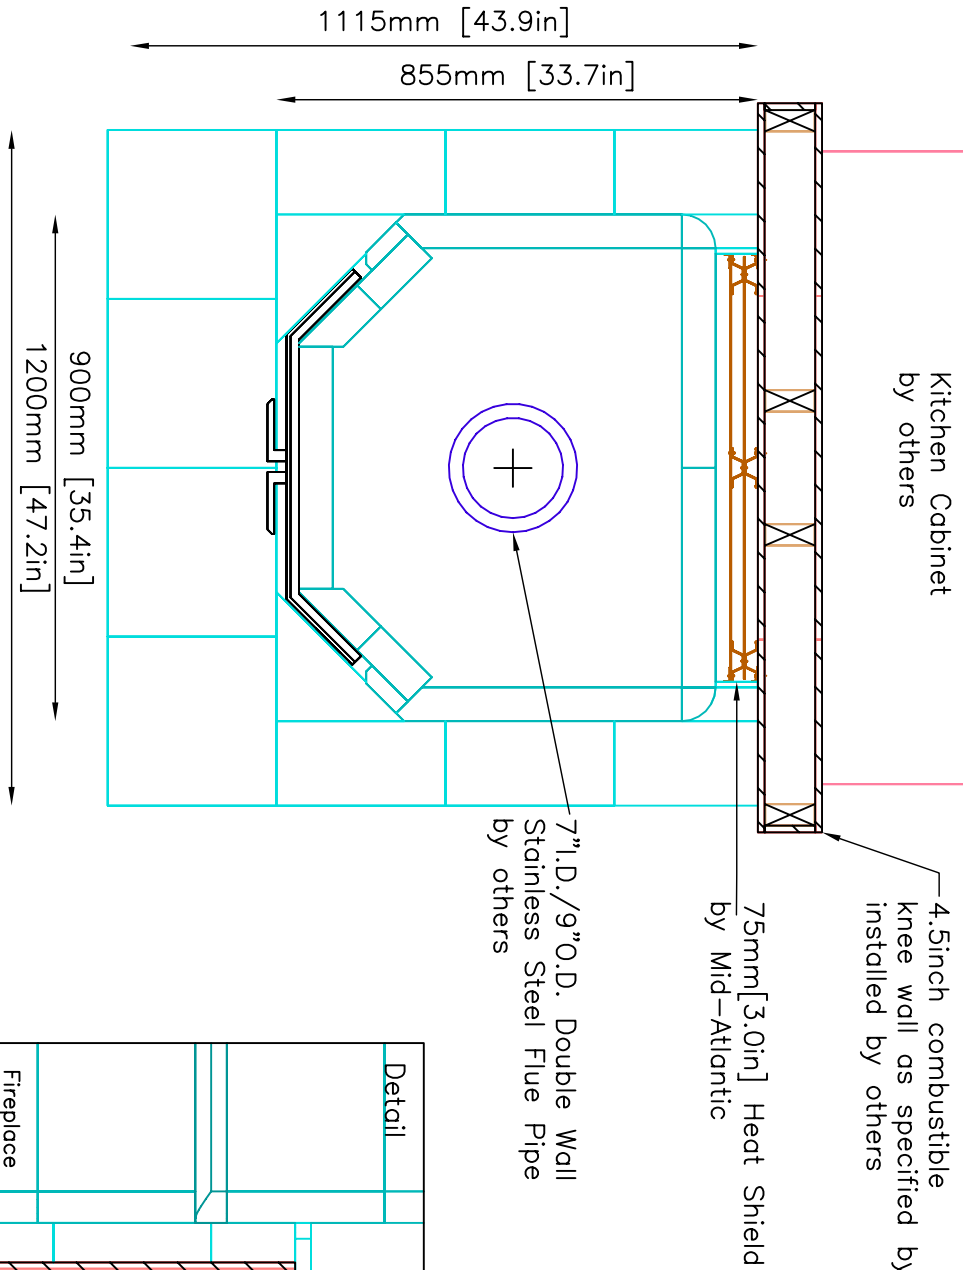 1115mm [43.9in]
855mm [33.7in]
Kitchen Cabinet
by others
900mm [35.4in]
1200mm [47.2in]
4.5inch combustible
knee wall as specified by
installed by others
75mm[3.0in] Heat Shield
by Mid-Atlantic
7"I.D./9"O.D. Double Wall
Stainless Steel Flue Pipe
by others
Detail
Fireplace